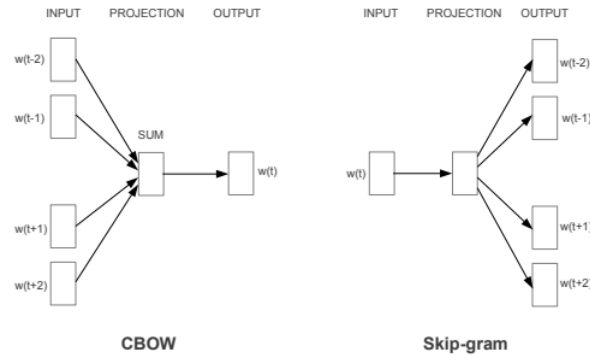 INPUT PROJECTION OUTPUT
w(t-2)
w(t-1)
SUM
w(t)
w(t+1)
w(t+2)
CBOW
INPUT PROJECTION OUTPUT
w(t-2)
w(t-1)
w(t)
w(t+1)
w(t+2)
Skip-gram